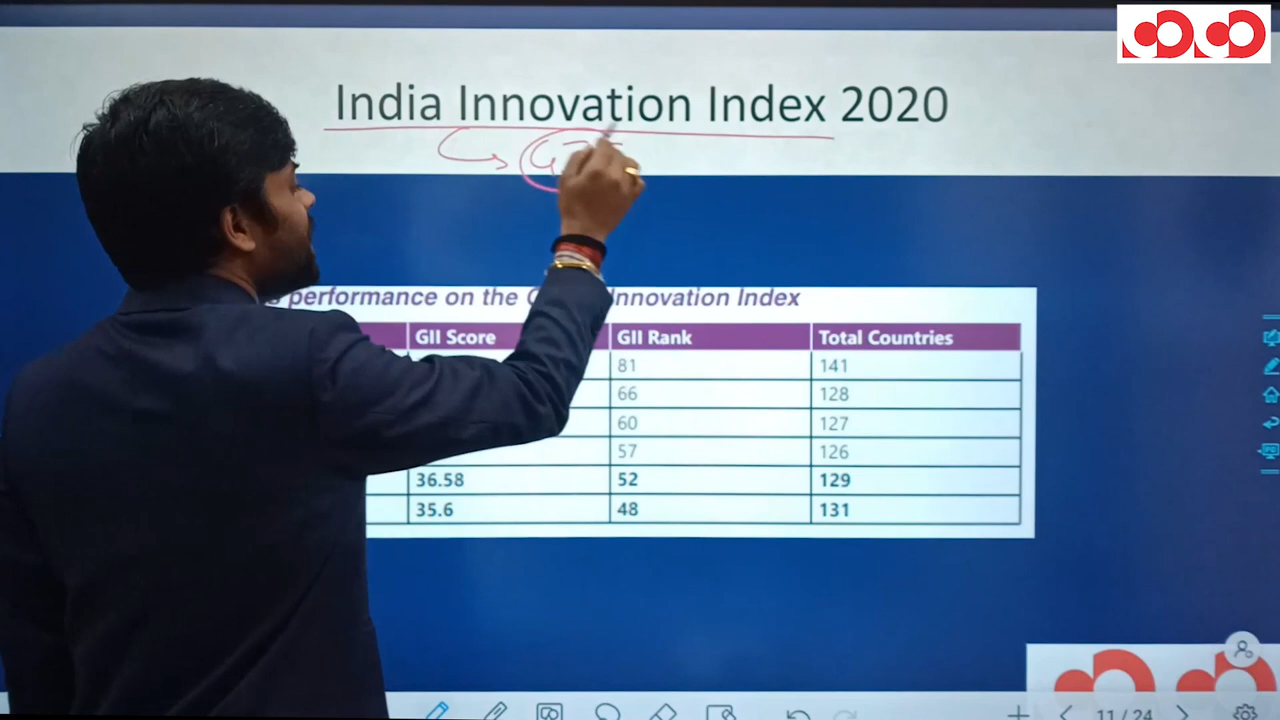 India Innovation Index 2020
performance on the Innovation Index
GII Score GII Rank Total Countries
81 141
66 128
60 127
57 126
36.58 52 129
35.6 48 131
11/24